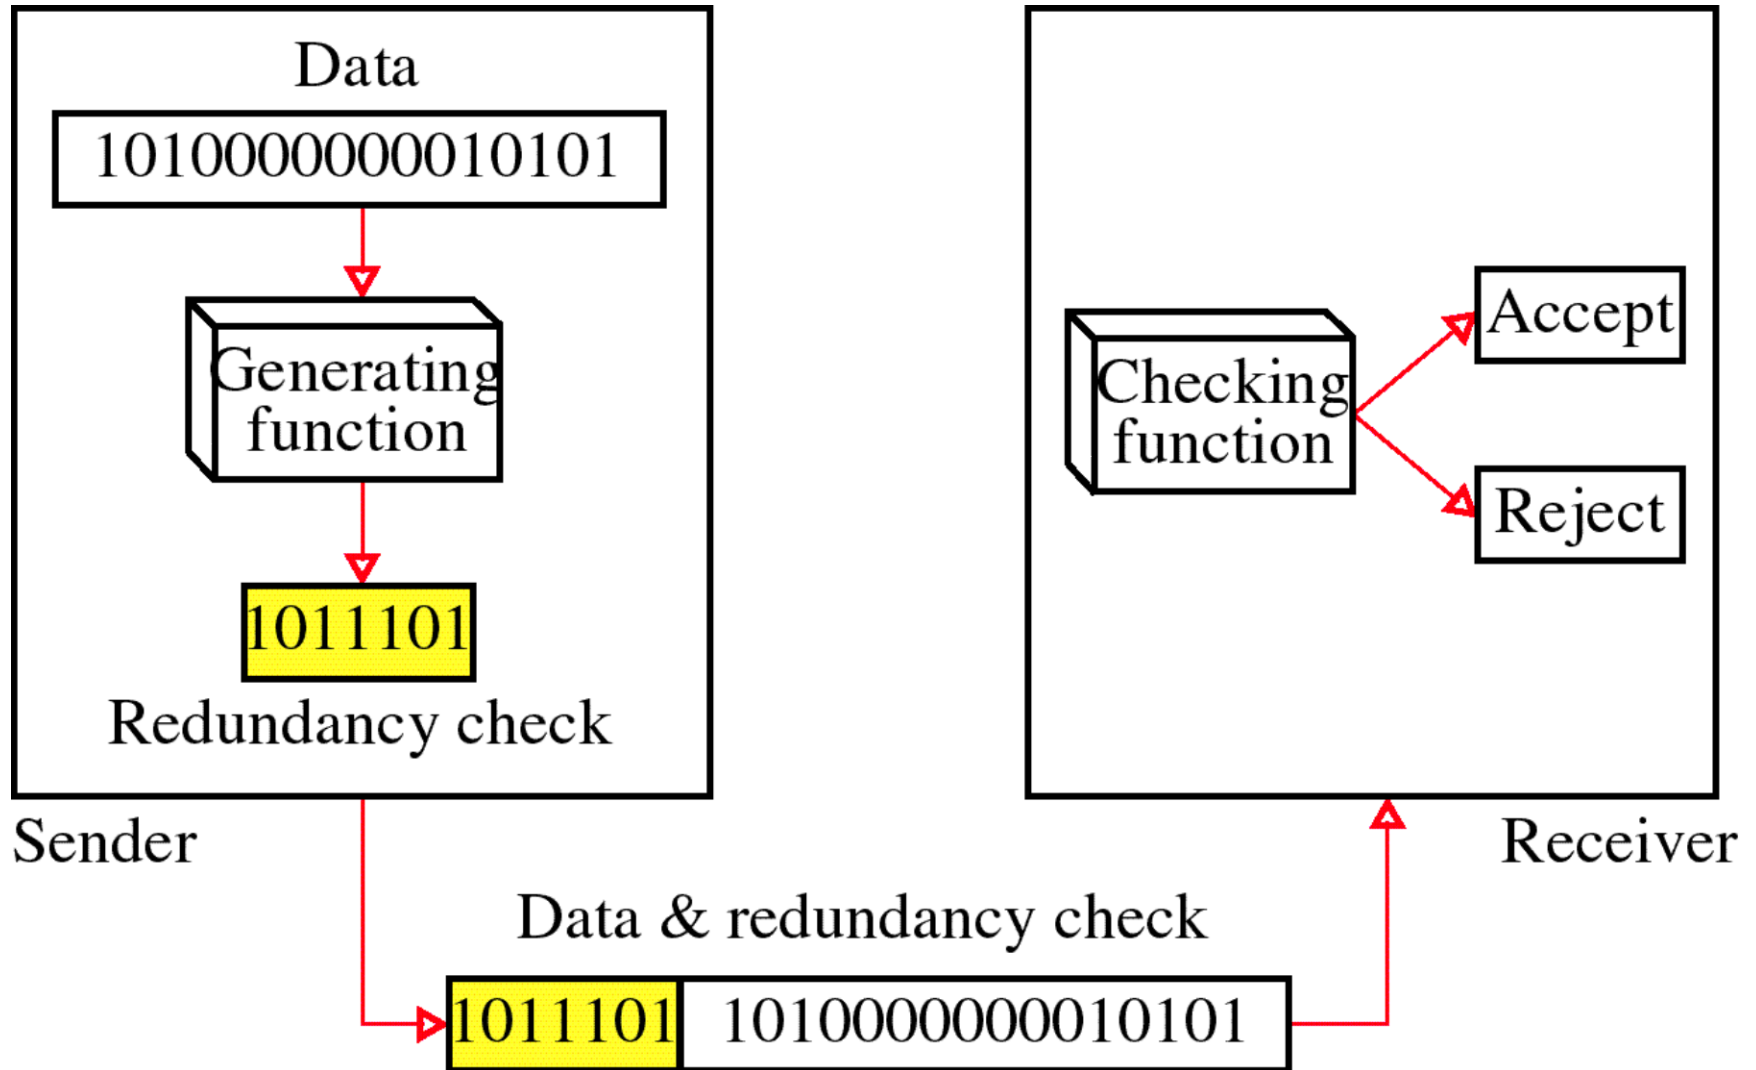 Data
1010000000010101
Generating
function
1011101
Redundancy check
Sender
Checking
function
Accept
Reject
Receiver
Data & redundancy check
1011101 1010000000010101